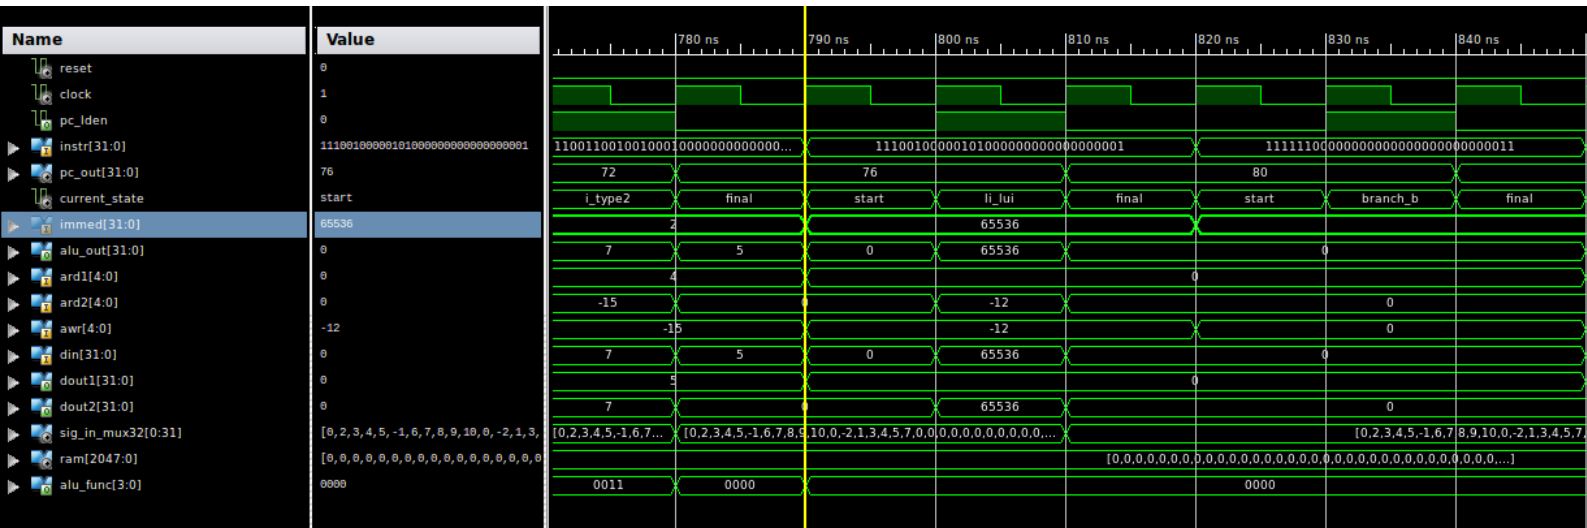 Name Value 780 ns 790 ns 800 ns 810 ns 820 ns 830 ns 840 ns
reset 0
clock 1
pc_lden 0
instr[31:0] 11100100000101000000000000000001 110011001001000100000000000000... 11100100000101000000000000000001 11111100000000000000000000000011
pc_out[31:0] 76 72 76 80
current_state start i_type2 final start li_lui final start branch_b final
immed[31:0] 65536 2 65536
alu_out[31:0] 0 7 5 0 65536 0
ard1[4:0] 0 4 0
ard2[4:0] 0 -15 0 -12 0
awr[4:0] -12 -15 -12 0
din[31:0] 0 7 5 0 65536 0
dout1[31:0] 0 5 0
dout2[31:0] 0 7 0 65536 0
sig_in_mux32[0:31] [0,2,3,4,5,-1,6,7,8,9,10,0,-2,1,3, [0,2,3,4,5,-1,6,7... [0,2,3,4,5,-1,6,7,8,9,10,0,-2,1,3,4,5,7,0,0,0,0,0,0,0,0,0,0,... [0,2,3,4,5,-1,6,7,8,9,10,0,-2,1,3,4,5,7,
ram[2047:0] [0,0,0,0,0,0,0,0,0,0,0,0,0,0,0,0,0,0,0 [0,0,0,0,0,0,0,0,0,0,0,0,0,0,0,0,0,0,0,0,0,0,0,0,0,0,0,0,0,0,0,0,0,...]
alu_func[3:0] 0000 0011 0000 0000